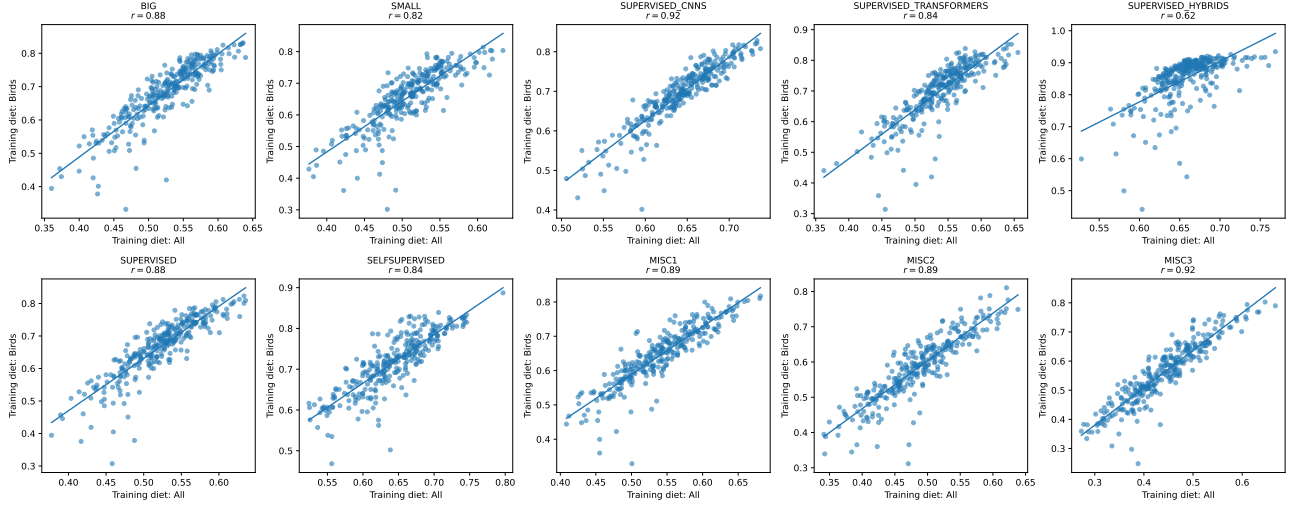 BIG
r = 0.88
Training diet: Birds
0.8
0.7
0.6
0.5
0.4
0.35 0.40 0.45 0.50 0.55 0.60 0.65
Training diet: All
SMALL
r = 0.82
Training diet: Birds
0.8
0.7
0.6
0.5
0.4
0.3
0.40 0.45 0.50 0.55 0.60
Training diet: All
SUPERVISED_CNNS
r = 0.92
Training diet: Birds
0.8
0.7
0.6
0.5
0.4
0.50 0.55 0.60 0.65 0.70
Training diet: All
SUPERVISED_TRANSFORMERS
r = 0.84
Training diet: Birds
0.9
0.8
0.7
0.6
0.5
0.4
0.3
0.35 0.40 0.45 0.50 0.55 0.60 0.65
Training diet: All
SUPERVISED_HYBRIDS
r = 0.62
Training diet: Birds
1.0
0.9
0.8
0.7
0.6
0.5
0.55 0.60 0.65 0.70 0.75
Training diet: All
SUPERVISED
r = 0.88
Training diet: Birds
0.8
0.7
0.6
0.5
0.4
0.3
0.40 0.45 0.50 0.55 0.60
Training diet: All
SELFSUPERVISED
r = 0.84
Training diet: Birds
0.9
0.8
0.7
0.6
0.5
0.55 0.60 0.65 0.70 0.75 0.80
Training diet: All
MISC1
r = 0.89
Training diet: Birds
0.8
0.7
0.6
0.5
0.4
0.40 0.45 0.50 0.55 0.60 0.65
Training diet: All
MISC2
r = 0.89
Training diet: Birds
0.8
0.7
0.6
0.5
0.4
0.3
0.35 0.40 0.45 0.50 0.55 0.60 0.65
Training diet: All
MISC3
r = 0.92
Training diet: Birds
0.8
0.7
0.6
0.5
0.4
0.3
0.3 0.4 0.5 0.6
Training diet: All